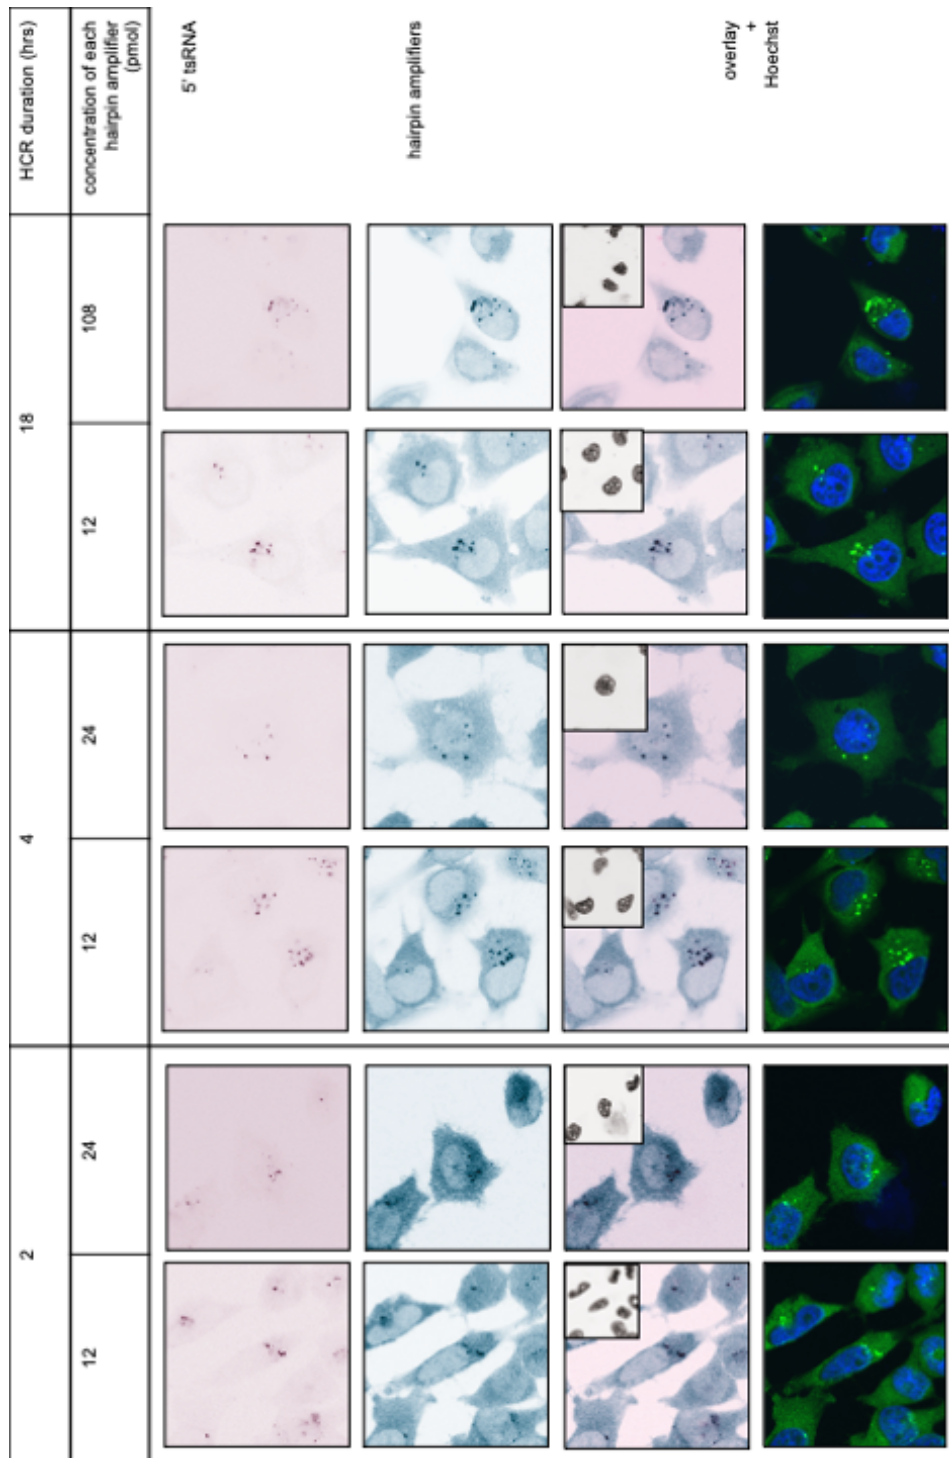 HCR duration (hrs)
2
4
18
concentration of each
hairpin amplifier
(pmol)
12
24
12
24
12
108
5' tsRNA
hairpin amplifiers
overlay
+
Hoechst